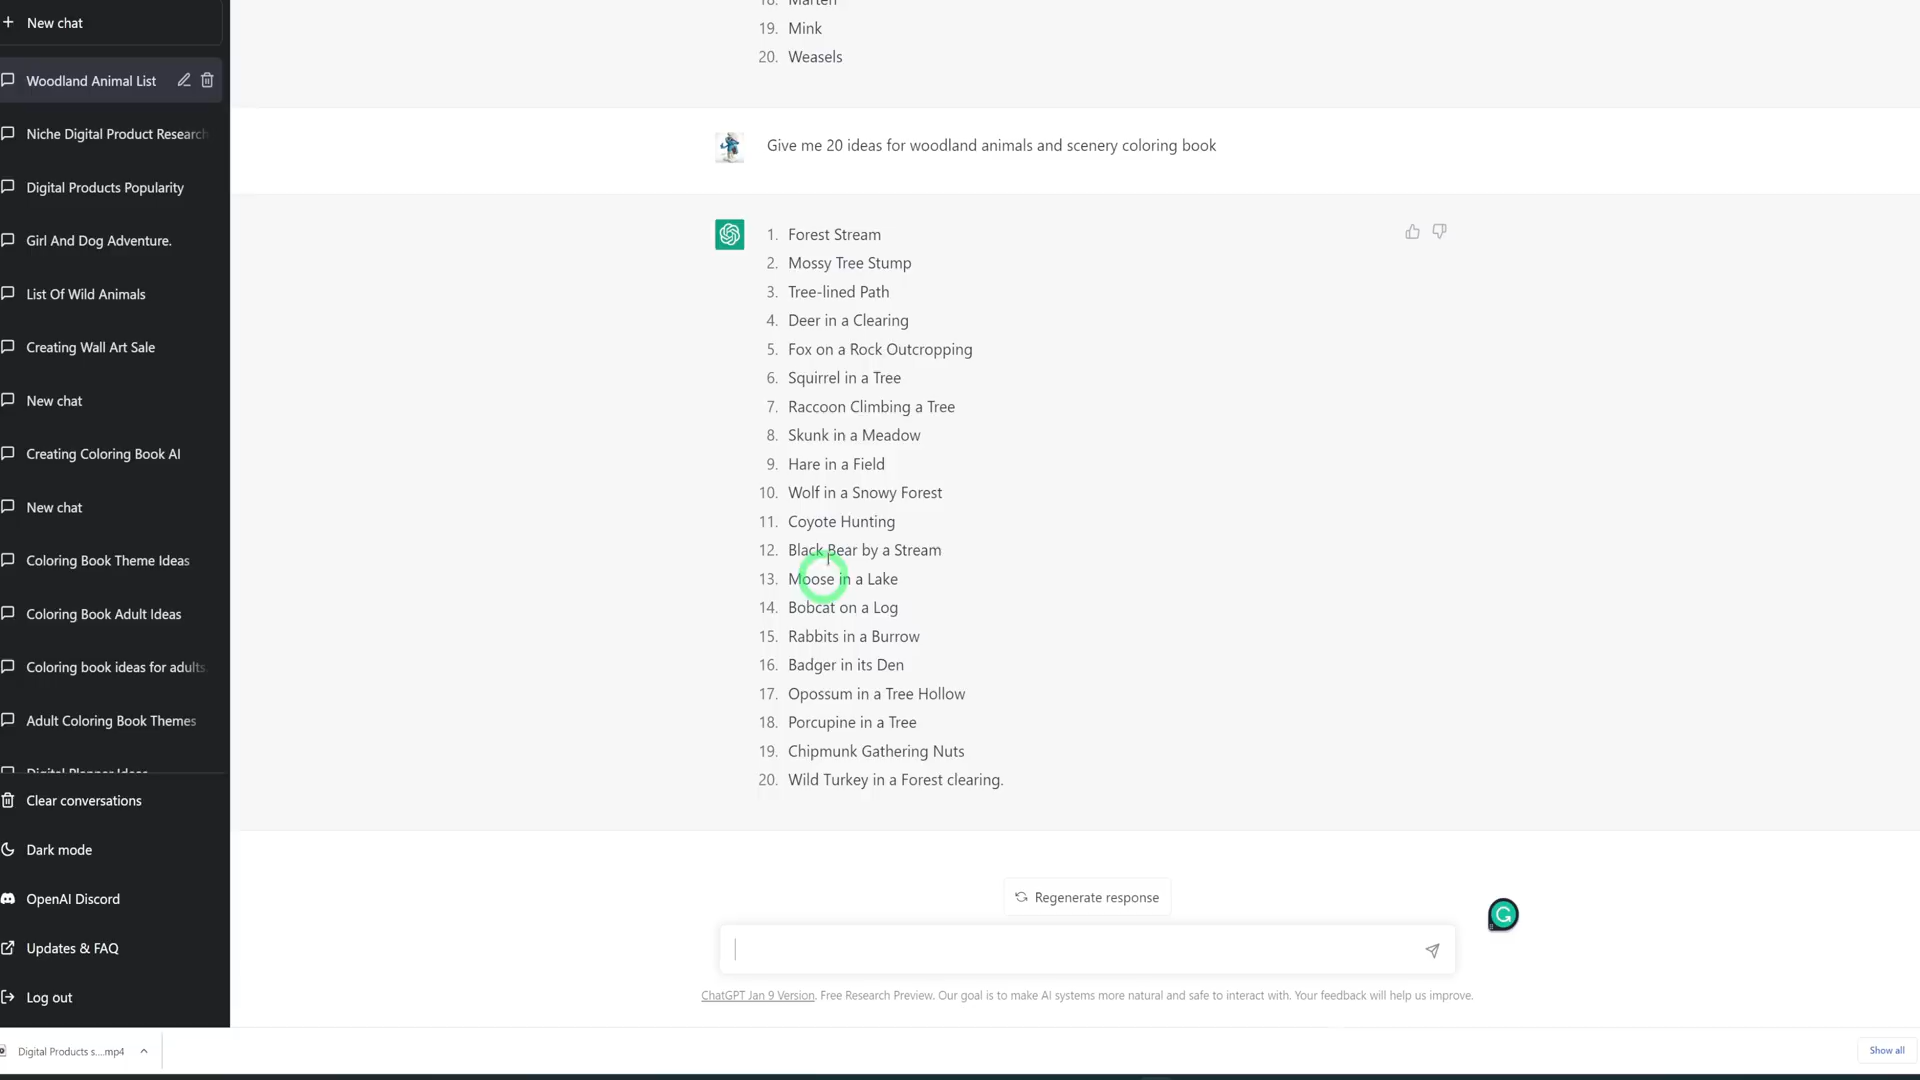 New chat
Woodland Animal List
Niche Digital Product Research
Digital Products Popularity
Girl And Dog Adventure.
List Of Wild Animals
Creating Wall Art Sale
New chat
Creating Coloring Book AI
New chat
Coloring Book Theme Ideas
Coloring Book Adult Ideas
Coloring book ideas for adults
Adult Coloring Book Themes
Digital Planner Ideas
Clear conversations
Dark mode
OpenAI Discord
Updates & FAQ
Log out
18. Marten
19. Mink
20. Weasels
Give me 20 ideas for woodland animals and scenery coloring book
1. Forest Stream
2. Mossy Tree Stump
3. Tree-lined Path
4. Deer in a Clearing
5. Fox on a Rock Outcropping
6. Squirrel in a Tree
7. Raccoon Climbing a Tree
8. Skunk in a Meadow
9. Hare in a Field
10. Wolf in a Snowy Forest
11. Coyote Hunting
12. Black Bear by a Stream
13. Moose in a Lake
14. Bobcat on a Log
15. Rabbits in a Burrow
16. Badger in its Den
17. Opossum in a Tree Hollow
18. Porcupine in a Tree
19. Chipmunk Gathering Nuts
20. Wild Turkey in a Forest clearing.
Regenerate response
ChatGPT Jan 9 Version. Free Research Preview. Our goal is to make AI systems more natural and safe to interact with. Your feedback will help us improve.
Digital Products s....mp4
Show all